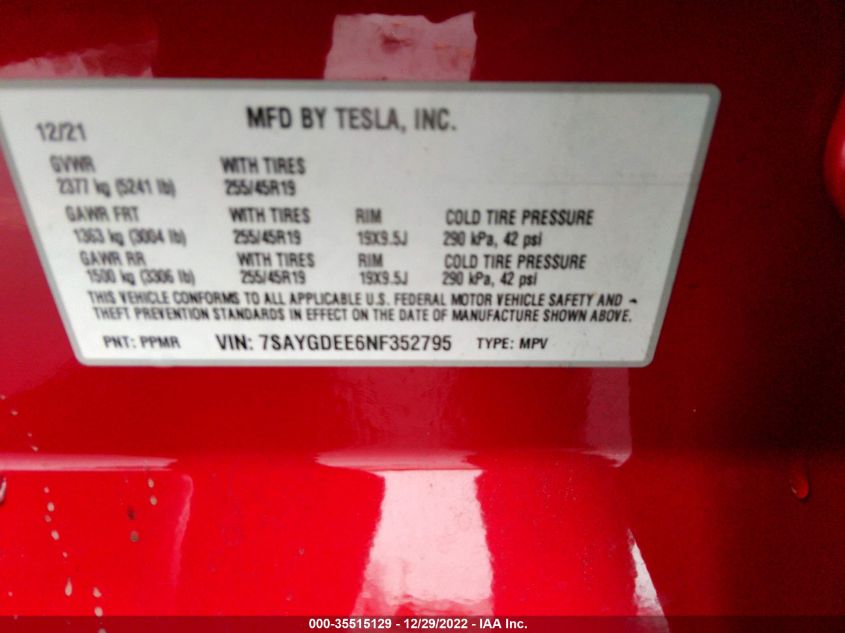 12/21 MFD BY TESLA, INC.
GVWR WITH TIRES
2377 kg (5241 lb) 255/45R19
GAWR FRT WITH TIRES RIM COLD TIRE PRESSURE
1363 kg (3004 lb) 255/45R19 19X9.5J 290 kPa, 42 psi
GAWR RR WITH TIRES RIM COLD TIRE PRESSURE
1500 kg (3306 lb) 255/45R19 19X9.5J 290 kPa, 42 psi
THIS VEHICLE CONFORMS TO ALL APPLICABLE U.S. FEDERAL MOTOR VEHICLE SAFETY AND
THEFT PREVENTION STANDARDS IN EFFECT ON THE DATE OF MANUFACTURE SHOWN ABOVE.
PNT: PPMR VIN: 7SAYGDEE6NF352795 TYPE: MPV
000-35515129 - 12/29/2022 - IAA Inc.